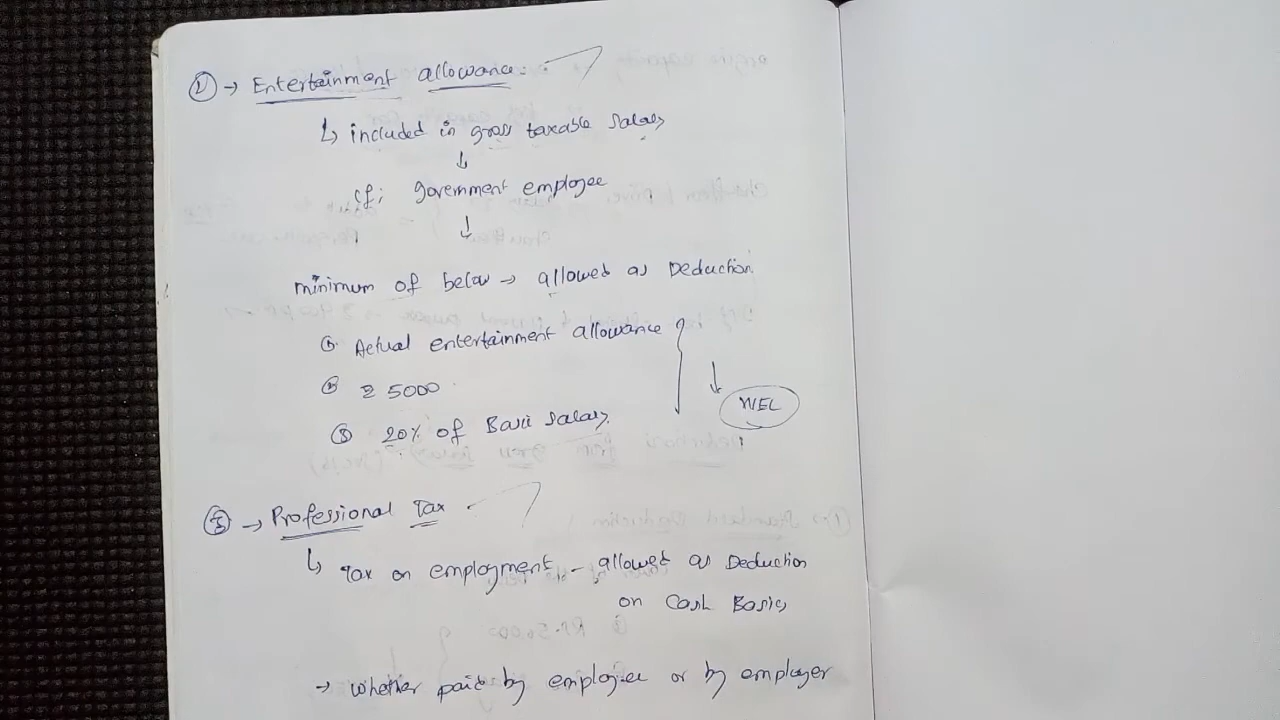 ② → Entertainment allowance.
↳ included in gross taxable salary
↓
if; government employee
↓
minimum of below → allowed as Deduction.
① Actual entertainment allowance
② ₹ 5000
③ 20% of Basic Salary.
WEL
③ → Professional Tax
↳ Tax on employment - allowed as Deduction
on Cash Basis
→ whether paid by employee or by employer